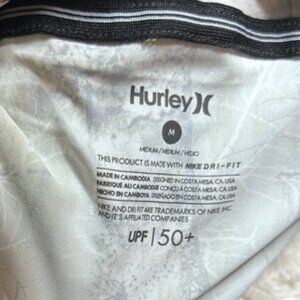 Hurley
M
MEDIUM/MEDIUM/MEDIO
THIS PRODUCT IS MADE WITH NIKE DRI-FIT
MADE IN CAMBODIA DESIGNED IN COSTA MESA, CA, USA
FABRIQUÉ AU CAMBODGE CONÇU À COSTA MESA, CA, USA
HECHO EN CAMBOYA DISEÑADO EN COSTA MESA, CA, USA
NIKE AND DRI-FIT ARE TRADEMARKS OF NIKE INC
AND IT'S AFFILIATED COMPANIES
UPF | 50+